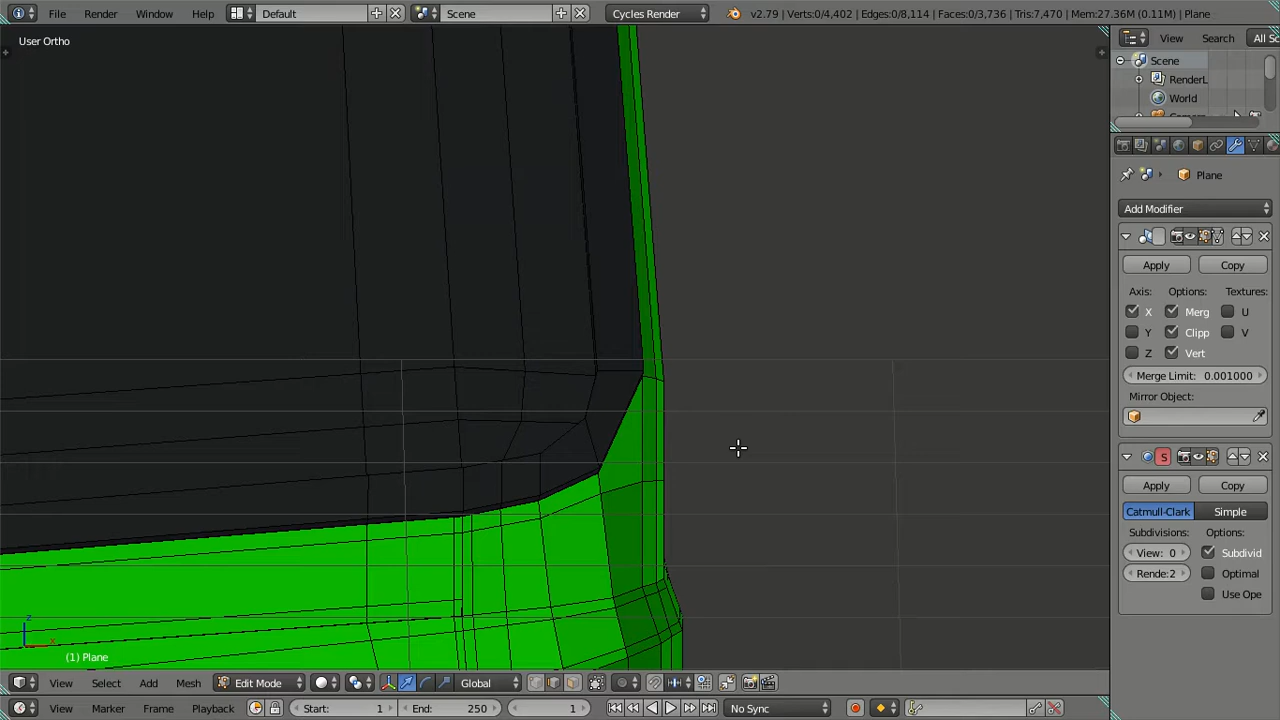 File Render Window Help Default Scene Cycles Render v2.79 | Verts:0/4,402 | Edges:0/8,114 | Faces:0/3,736 | Tris:7,470 | Mem:27.36M (0.11M) | Plane
User Ortho
View Search All Sc
Scene
RenderL
World
Plane
Add Modifier
Apply Copy
Axis: Options: Textures:
X Merg U
Y Clipp V
Z Vert
Merge Limit: 0.001000
Mirror Object:
S
Apply Copy
Catmull-Clark Simple
Subdivisions: Options:
View: 0 Subdivid
Rende:2 Optimal
Use Ope
z
x
(1) Plane
View Select Add Mesh Edit Mode Global
View Marker Frame Playback Start: 1 End: 250 1 No Sync